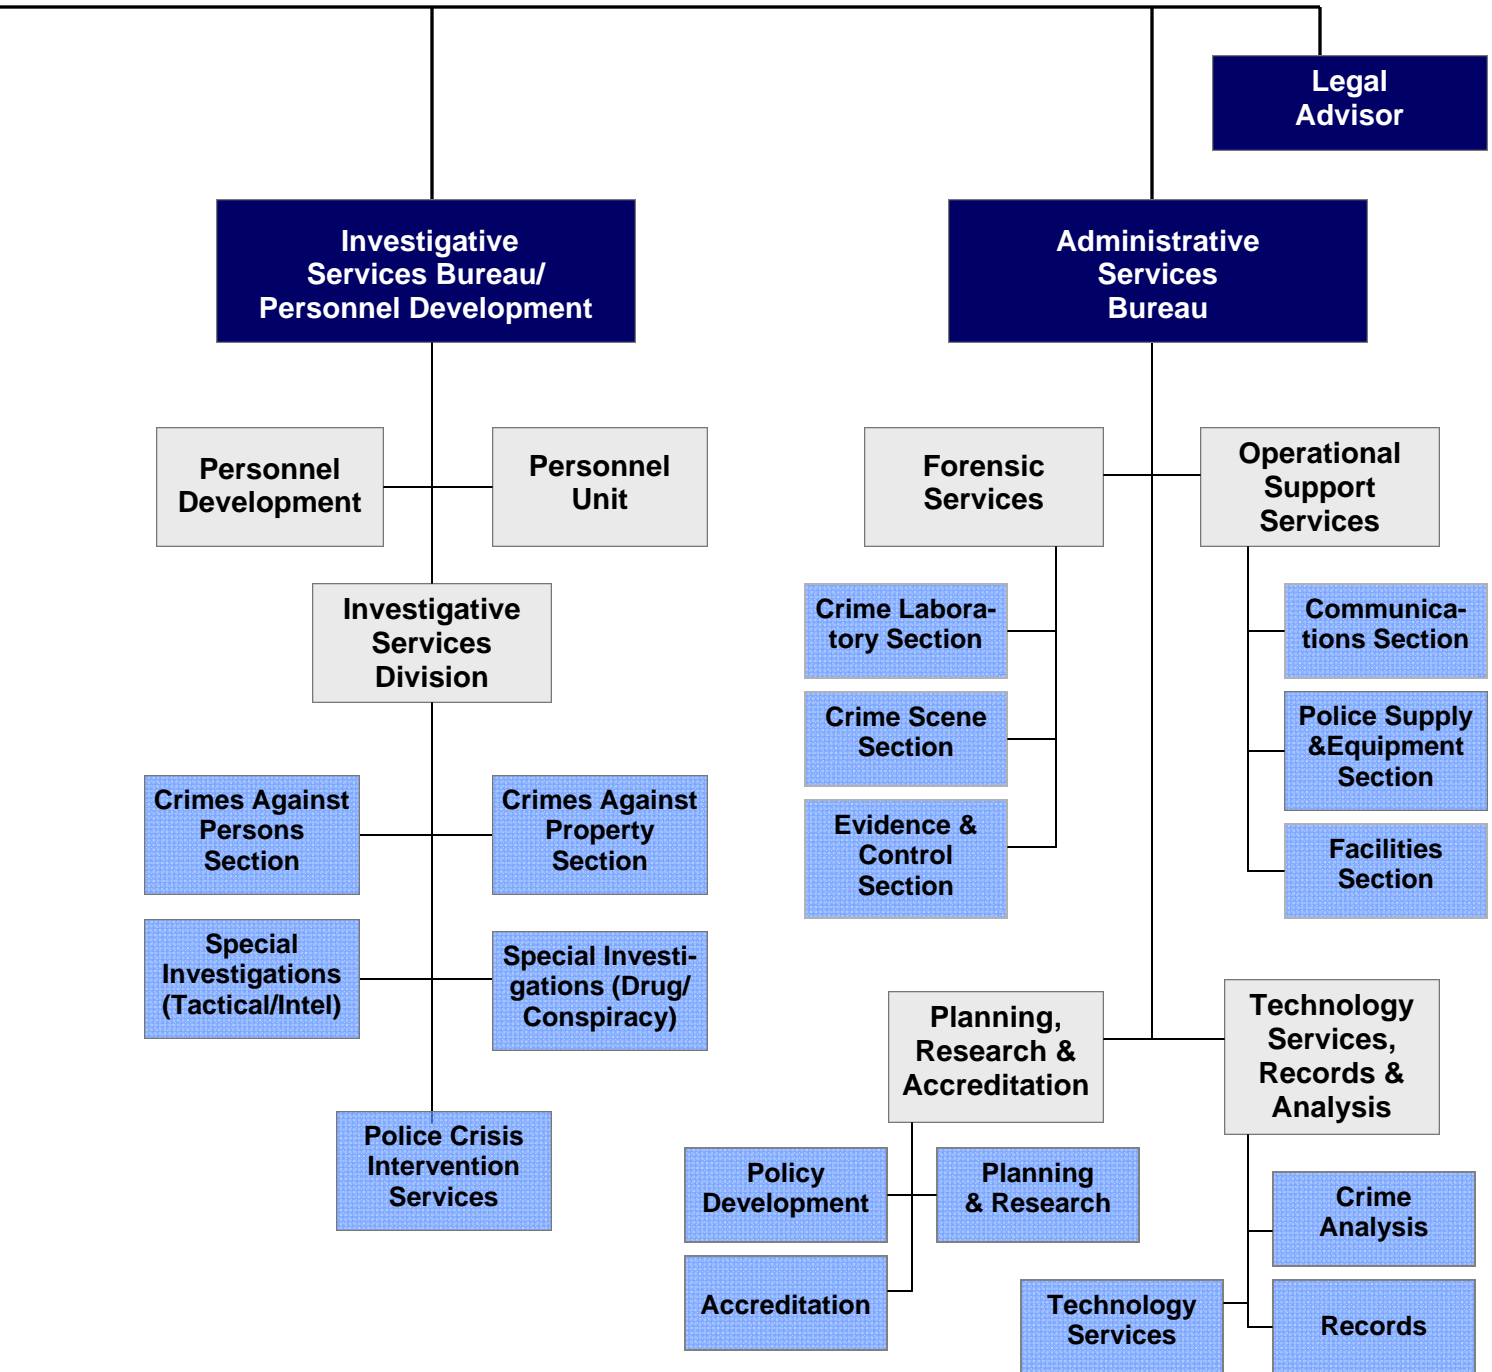 Legal
Advisor
Investigative
Services Bureau/
Personnel Development
Administrative
Services
Bureau
Personnel
Development
Personnel
Unit
Forensic
Services
Operational
Support
Services
Investigative
Services
Division
Crime Labora-
tory Section
Communica-
tions Section
Crime Scene
Section
Police Supply
&Equipment
Section
Crimes Against
Persons
Section
Crimes Against
Property
Section
Evidence &
Control
Section
Facilities
Section
Special
Investigations
(Tactical/Intel)
Special Investi-
gations (Drug/
Conspiracy)
Planning,
Research &
Accreditation
Technology
Services,
Records &
Analysis
Police Crisis
Intervention
Services
Policy
Development
Planning
& Research
Crime
Analysis
Accreditation
Technology
Services
Records